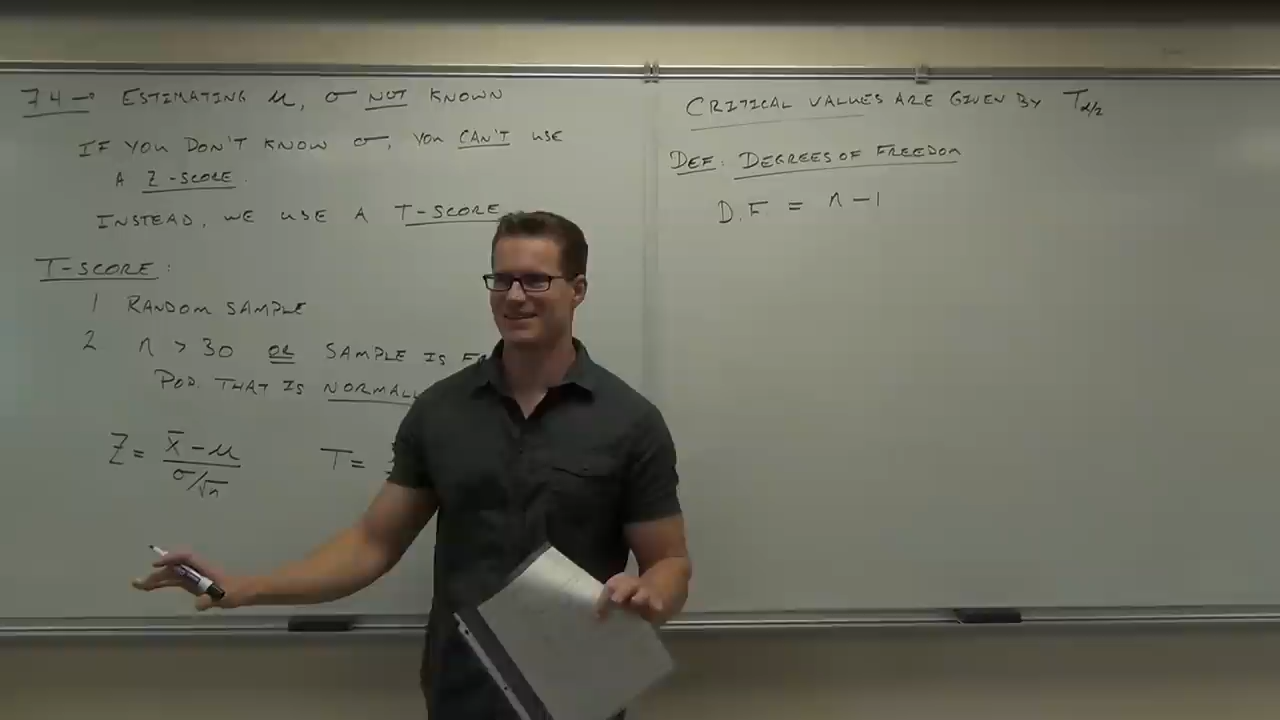 7.4 → ESTIMATING μ, σ NOT KNOWN
IF YOU DON'T KNOW σ, YOU CAN'T USE
A Z-SCORE.
INSTEAD, WE USE A T-SCORE
T-SCORE:
1 RANDOM SAMPLE
2 n > 30 OR SAMPLE IS
POP. THAT IS
Z = (x̄ - μ) / (σ/√n) T =
CRITICAL VALUES ARE GIVEN BY Tα/2
DEF: DEGREES OF FREEDOM
D.F = n - 1